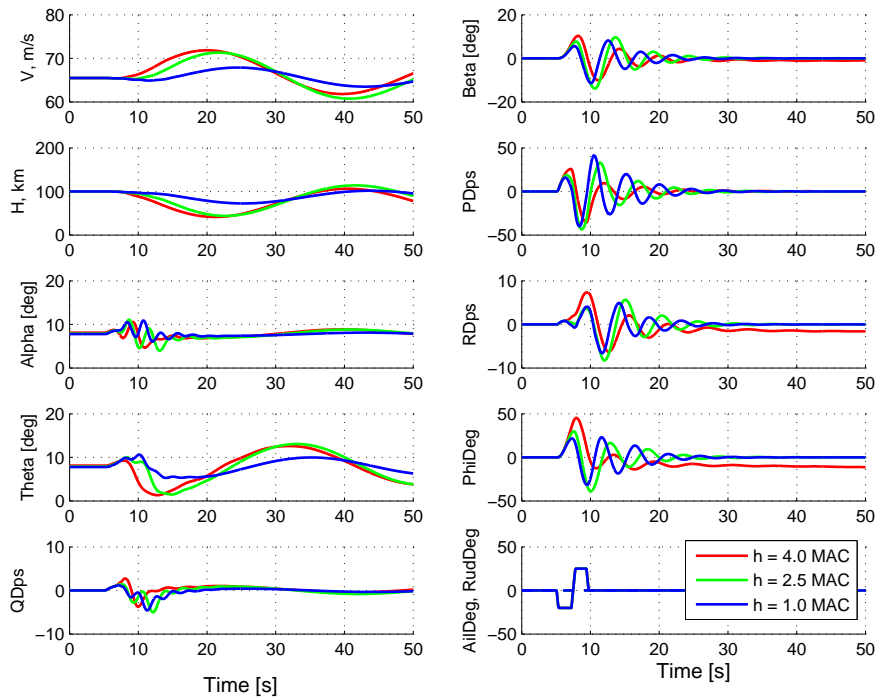 80
70
60
V, m/s
0 10 20 30 40 50
200
100
0
H, km
0 10 20 30 40 50
20
10
0
Alpha [deg]
0 10 20 30 40 50
20
10
0
Theta [deg]
0 10 20 30 40 50
10
0
−10
QDps
0 10 20 30 40 50
Time [s]
20
0
−20
Beta [deg]
0 10 20 30 40 50
50
0
−50
PDps
0 10 20 30 40 50
10
0
−10
RDps
0 10 20 30 40 50
50
0
−50
PhiDeg
0 10 20 30 40 50
50
0
−50
AilDeg, RudDeg
h = 4.0 MAC
h = 2.5 MAC
h = 1.0 MAC
0 10 20 30 40 50
Time [s]